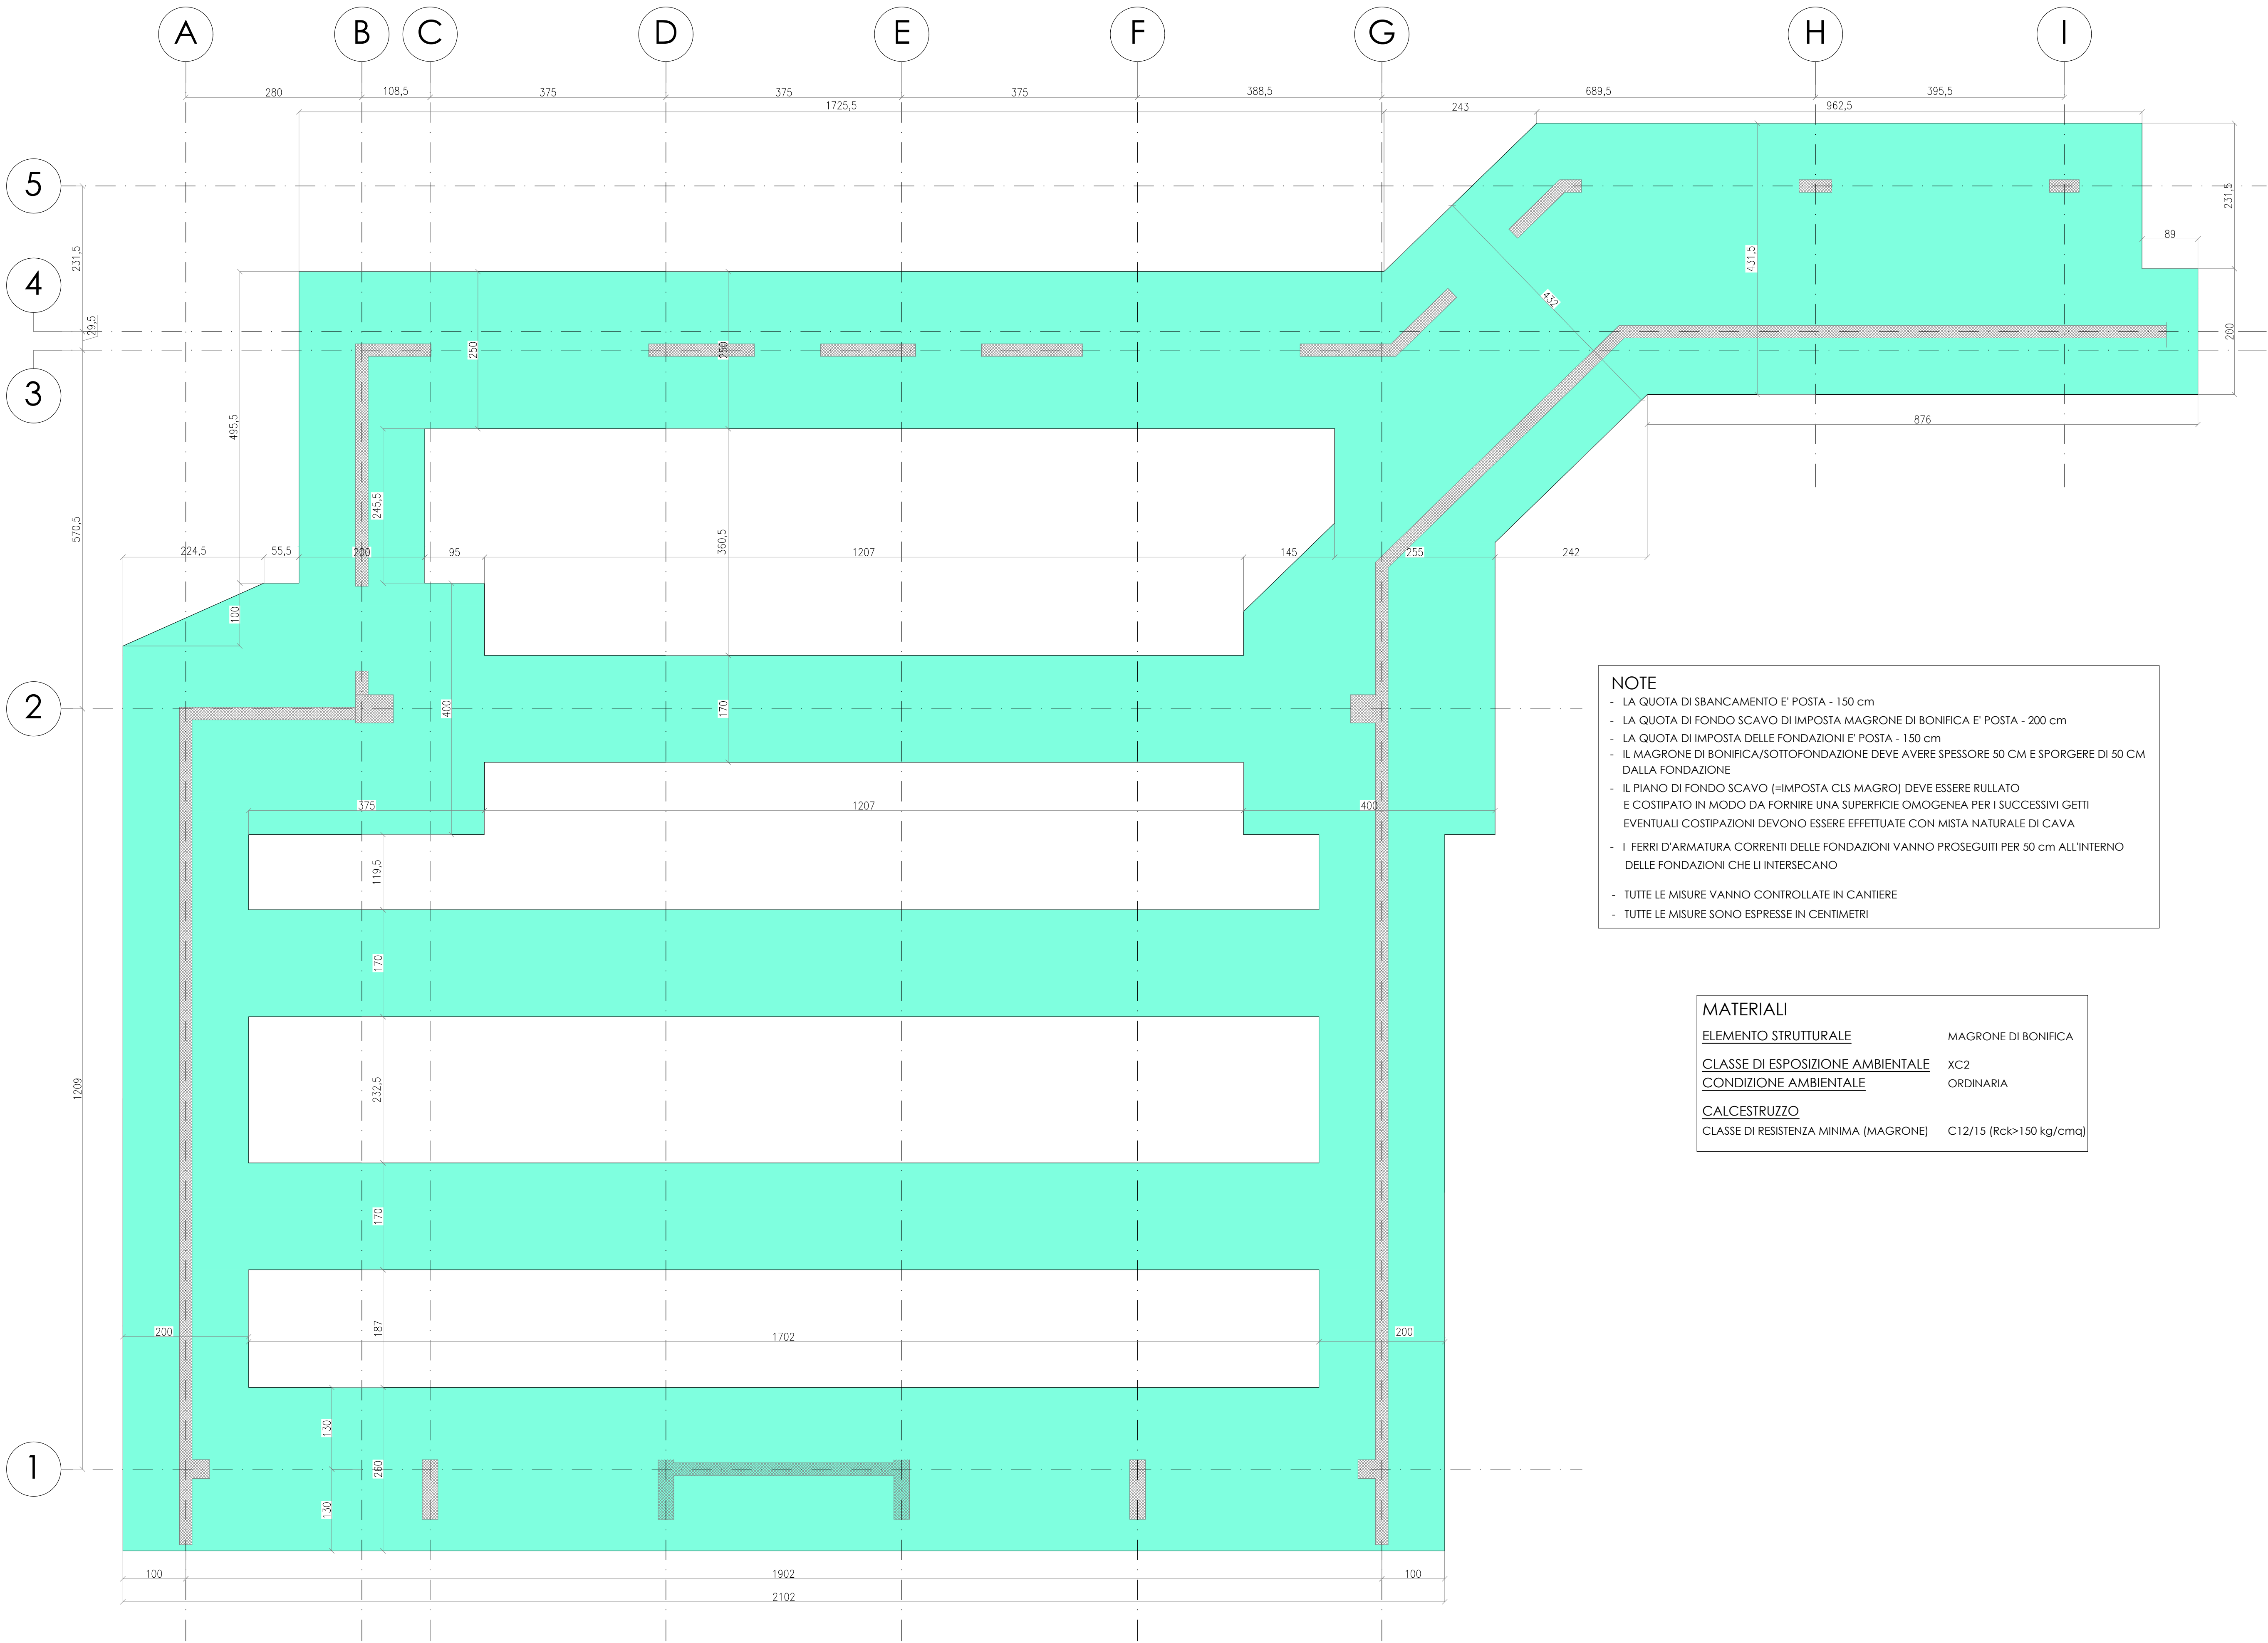 A B C D E F G H I
280 108,5 375 375 375 388,5 689,5 395,5
1725,5 243 962,5
5
231,5
231,5
89
4
29,5
431,5
432
200
3
250 250
495,5
876
245,5
570,5
360,5
224,5 55,5 200 95 1207 145 255 242
100
2
400
170
375 1207 400
119,5
170
1209
232,5
170
187
200 1702 200
130
1
260
130
100 1902 100
2102
NOTE
- LA QUOTA DI SBANCAMENTO E' POSTA - 150 cm
- LA QUOTA DI FONDO SCAVO DI IMPOSTA MAGRONE DI BONIFICA E' POSTA - 200 cm
- LA QUOTA DI IMPOSTA DELLE FONDAZIONI E' POSTA - 150 cm
- IL MAGRONE DI BONIFICA/SOTTOFONDAZIONE DEVE AVERE SPESSORE 50 CM E SPORGERE DI 50 CM
DALLA FONDAZIONE
- IL PIANO DI FONDO SCAVO (=IMPOSTA CLS MAGRO) DEVE ESSERE RULLATO
E COSTIPATO IN MODO DA FORNIRE UNA SUPERFICIE OMOGENEA PER I SUCCESSIVI GETTI
EVENTUALI COSTIPAZIONI DEVONO ESSERE EFFETTUATE CON MISTA NATURALE DI CAVA
- I FERRI D'ARMATURA CORRENTI DELLE FONDAZIONI VANNO PROSEGUITI PER 50 cm ALL'INTERNO
DELLE FONDAZIONI CHE LI INTERSECANO
- TUTTE LE MISURE VANNO CONTROLLATE IN CANTIERE
- TUTTE LE MISURE SONO ESPRESSE IN CENTIMETRI
MATERIALI
ELEMENTO STRUTTURALE MAGRONE DI BONIFICA
CLASSE DI ESPOSIZIONE AMBIENTALE XC2
CONDIZIONE AMBIENTALE ORDINARIA
CALCESTRUZZO
CLASSE DI RESISTENZA MINIMA (MAGRONE) C12/15 (Rck>150 kg/cmq)